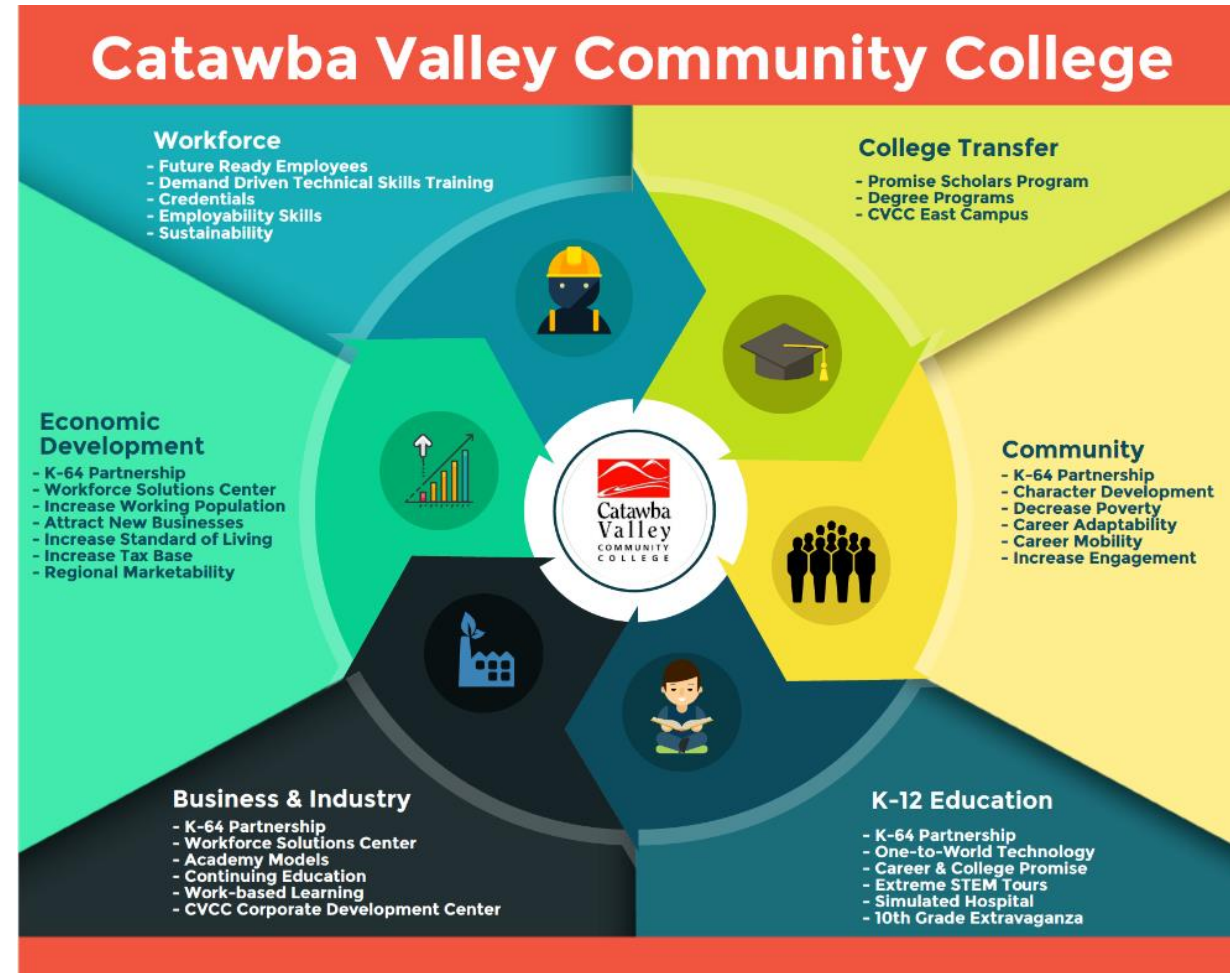 Catawba Valley Community College
Workforce
- Future Ready Employees
- Demand Driven Technical Skills Training
- Credentials
- Employability Skills
- Sustainability
College Transfer
- Promise Scholars Program
- Degree Programs
- CVCC East Campus
Economic
Development
- K-64 Partnership
- Workforce Solutions Center
- Increase Working Population
- Attract New Businesses
- Increase Standard of Living
- Increase Tax Base
- Regional Marketability
Catawba
Valley
COMMUNITY
COLLEGE
Community
- K-64 Partnership
- Character Development
- Decrease Poverty
- Career Adaptability
- Career Mobility
- Increase Engagement
Business & Industry
- K-64 Partnership
- Workforce Solutions Center
- Academy Models
- Continuing Education
- Work-based Learning
- CVCC Corporate Development Center
K-12 Education
- K-64 Partnership
- One-to-World Technology
- Career & College Promise
- Extreme STEM Tours
- Simulated Hospital
- 10th Grade Extravaganza